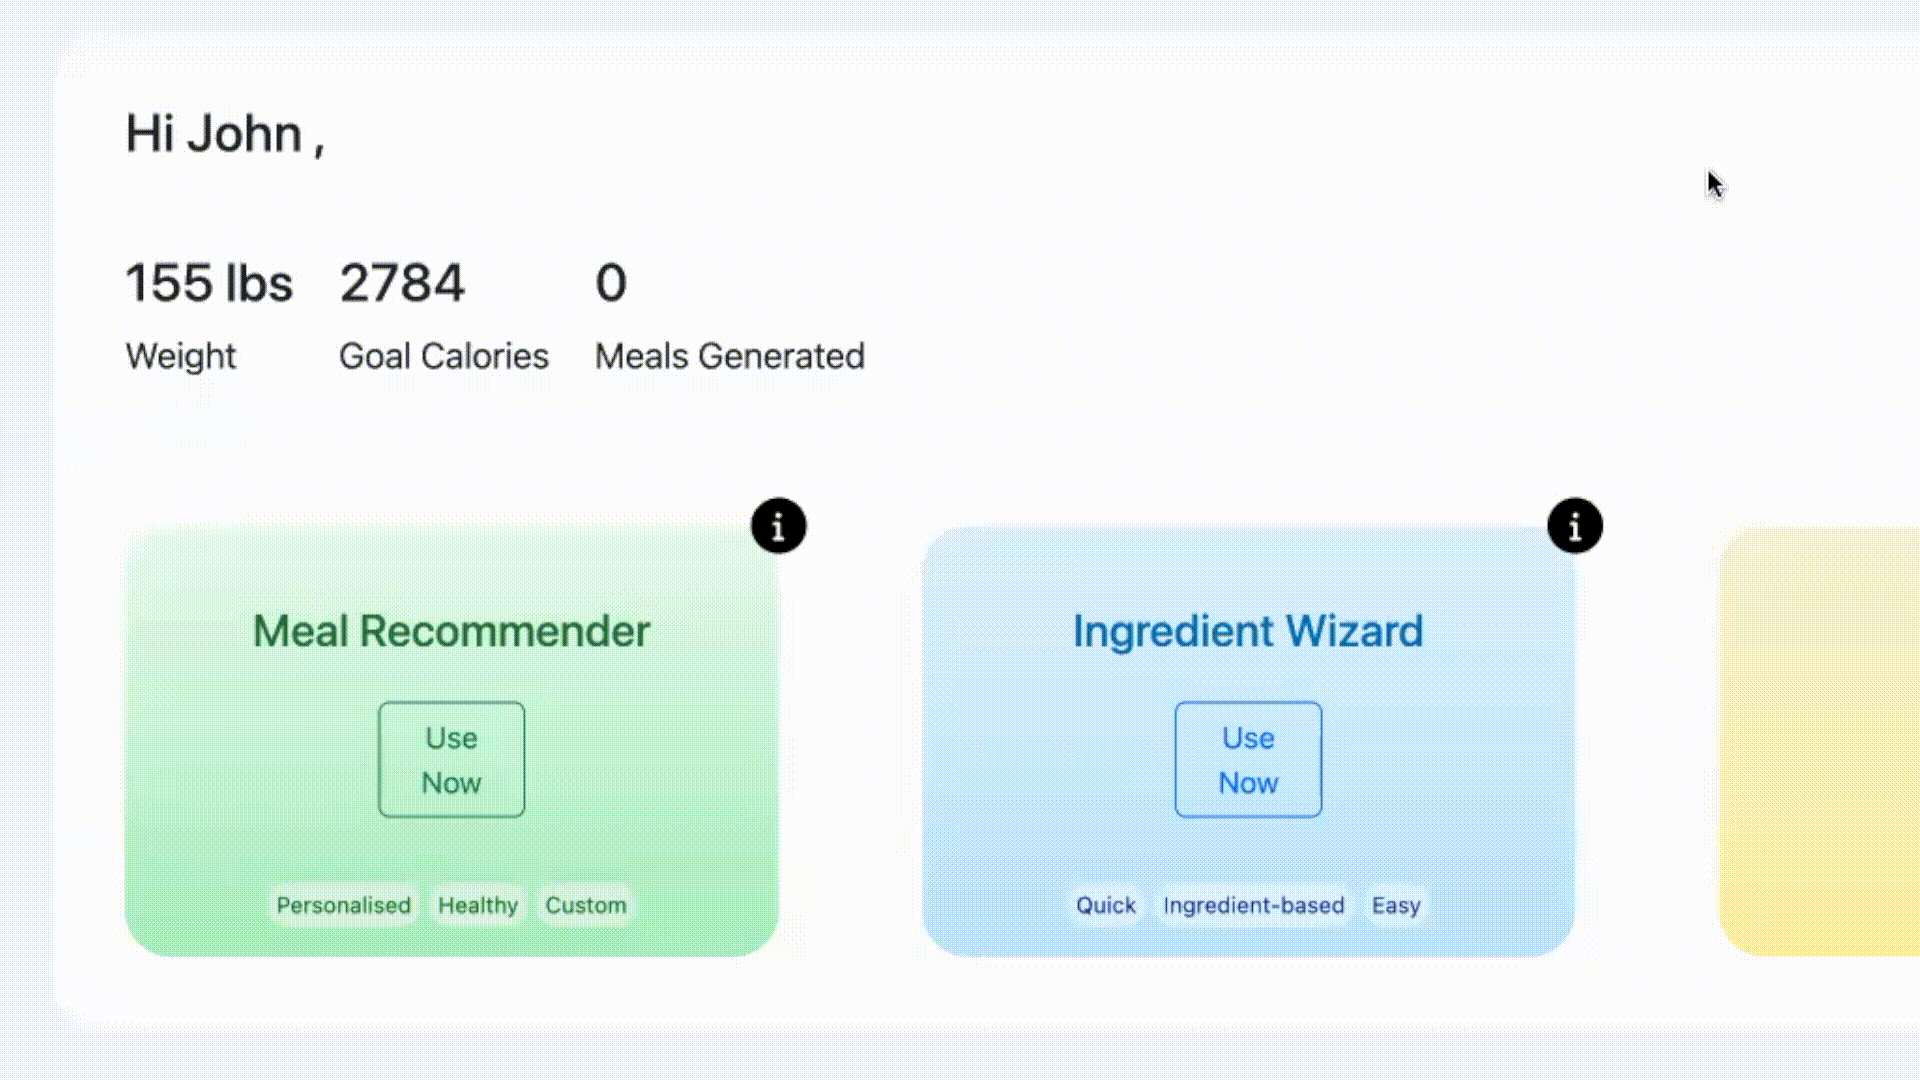 Hi John ,
155 lbs 2784 0
Weight Goal Calories Meals Generated
i i
Meal Recommender Ingredient Wizard
Use Use
Now Now
Personalised Healthy Custom Quick Ingredient-based Easy